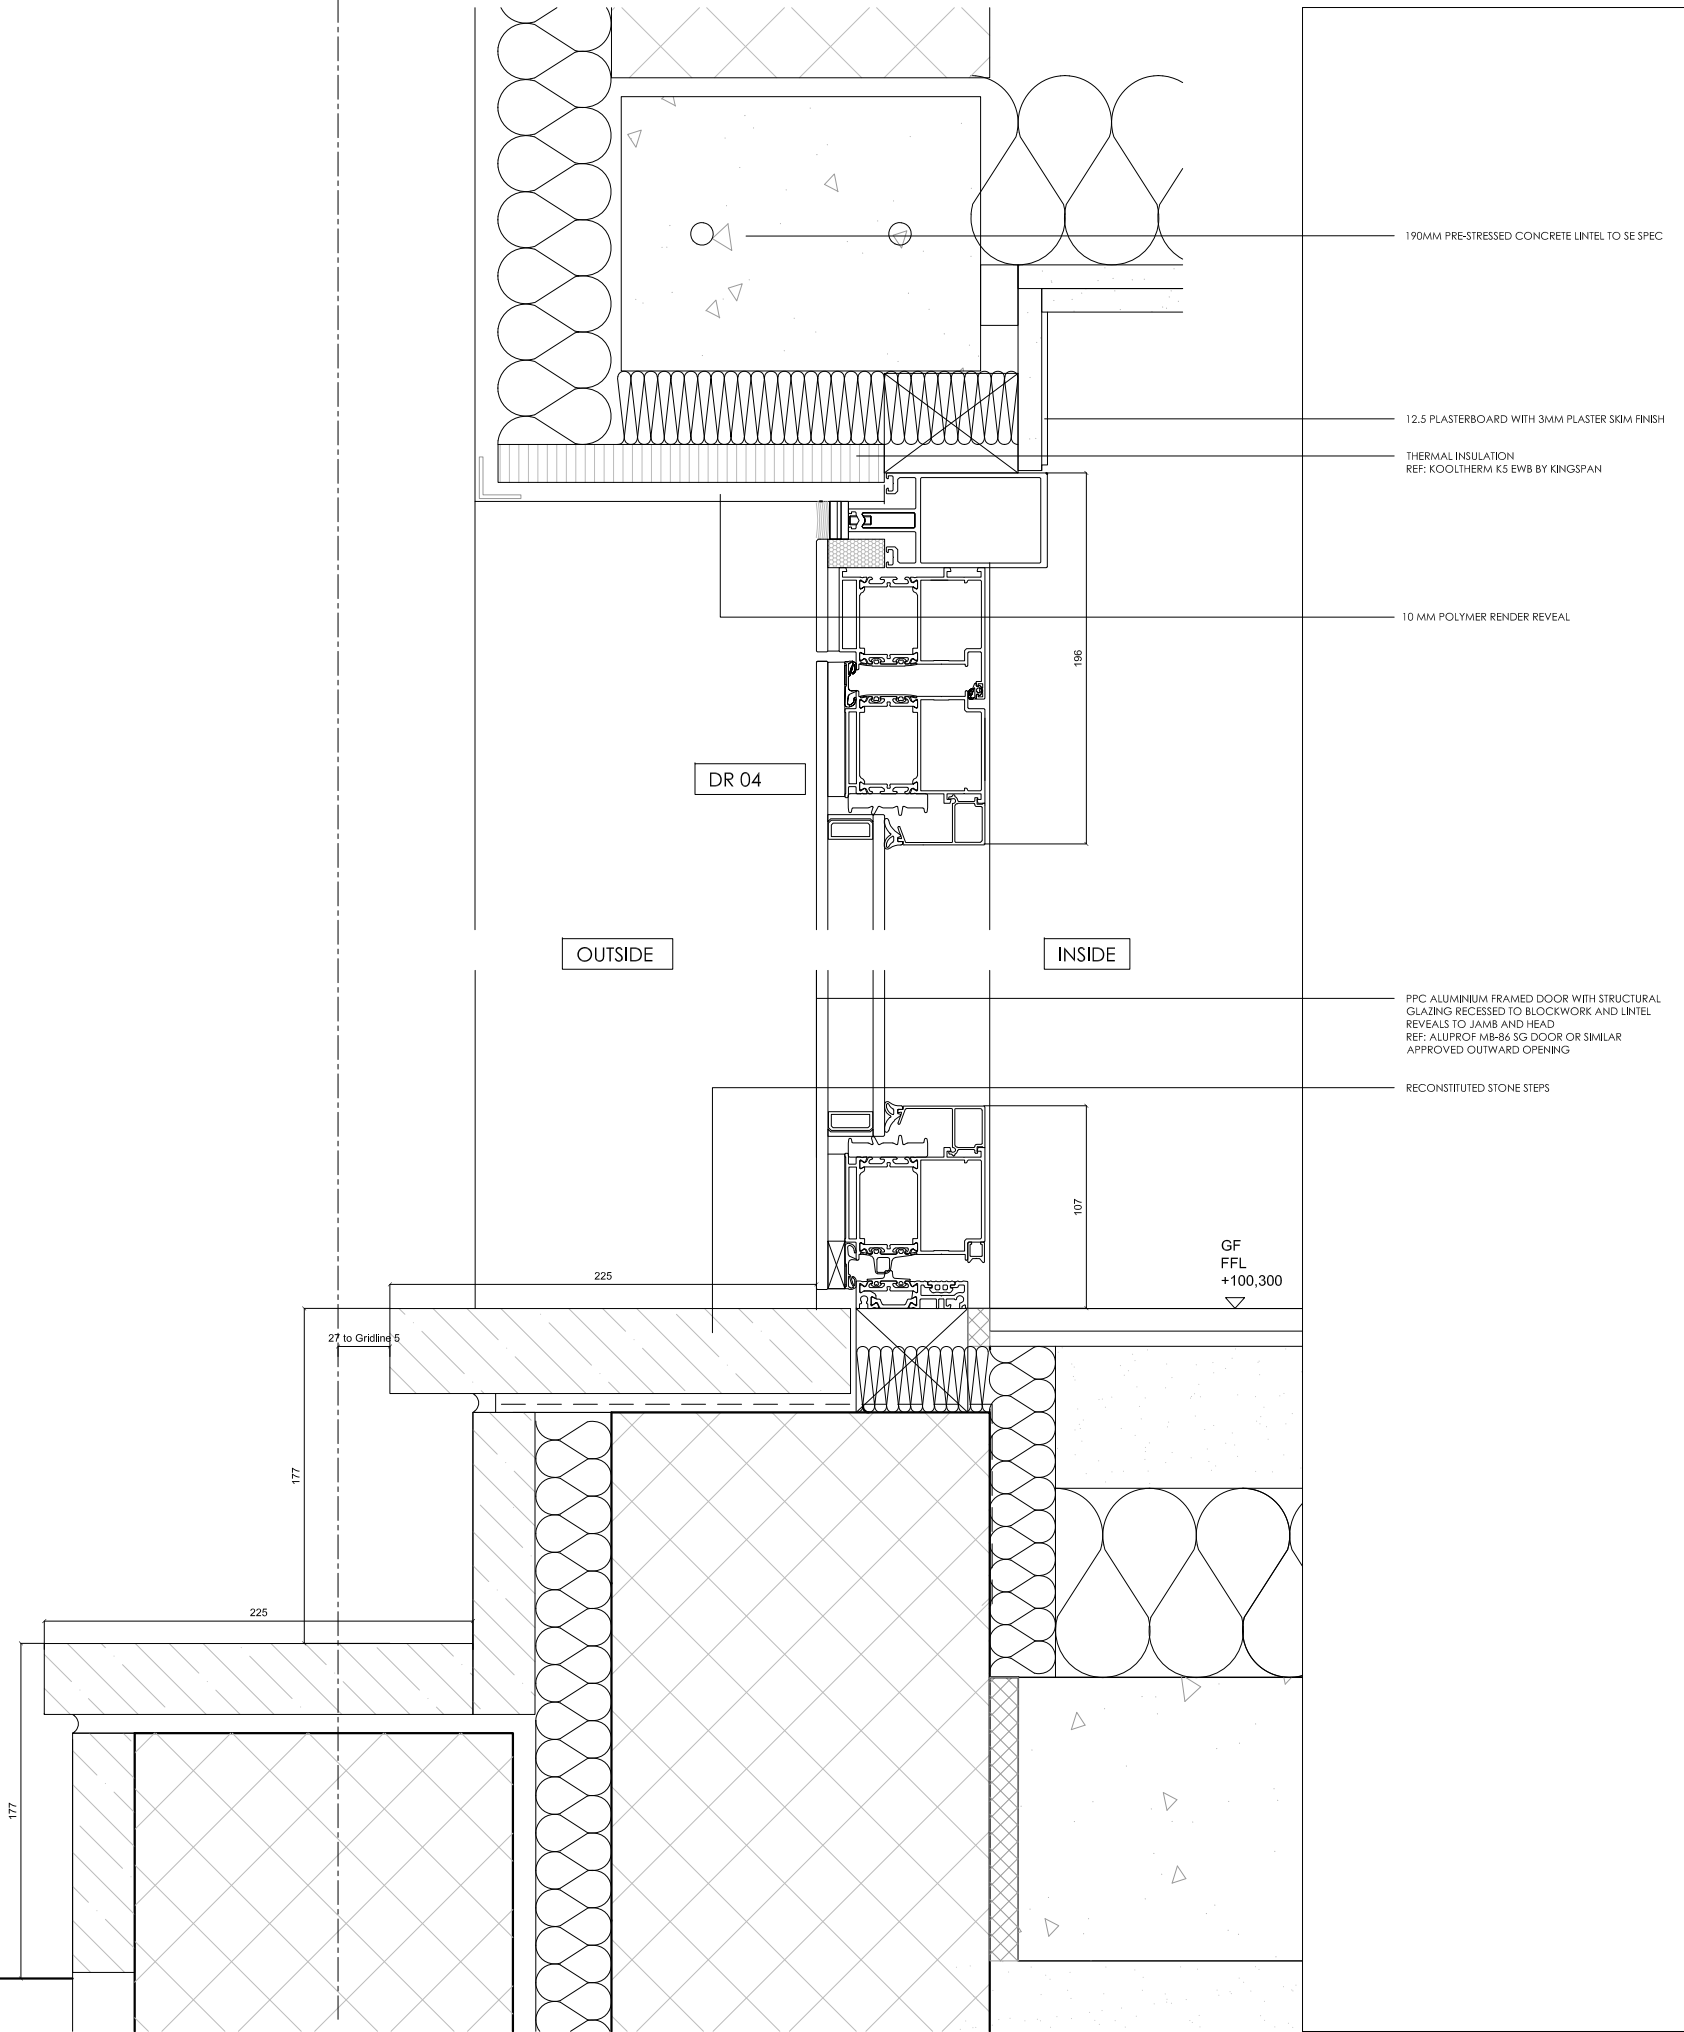 190MM PRE-STRESSED CONCRETE LINTEL TO SE SPEC
12.5 PLASTERBOARD WITH 3MM PLASTER SKIM FINISH
THERMAL INSULATION
REF: KOOLTHERM K5 EWB BY KINGSPAN
10 MM POLYMER RENDER REVEAL
196
DR 04
OUTSIDE
INSIDE
PPC ALUMINIUM FRAMED DOOR WITH STRUCTURAL
GLAZING RECESSED TO BLOCKWORK AND LINTEL
REVEALS TO JAMB AND HEAD
REF: ALUPROF MB-86 SG DOOR OR SIMILAR
APPROVED OUTWARD OPENING
RECONSTITUTED STONE STEPS
107
GF
FFL
+100,300
225
27 to Gridline 5
177
225
177